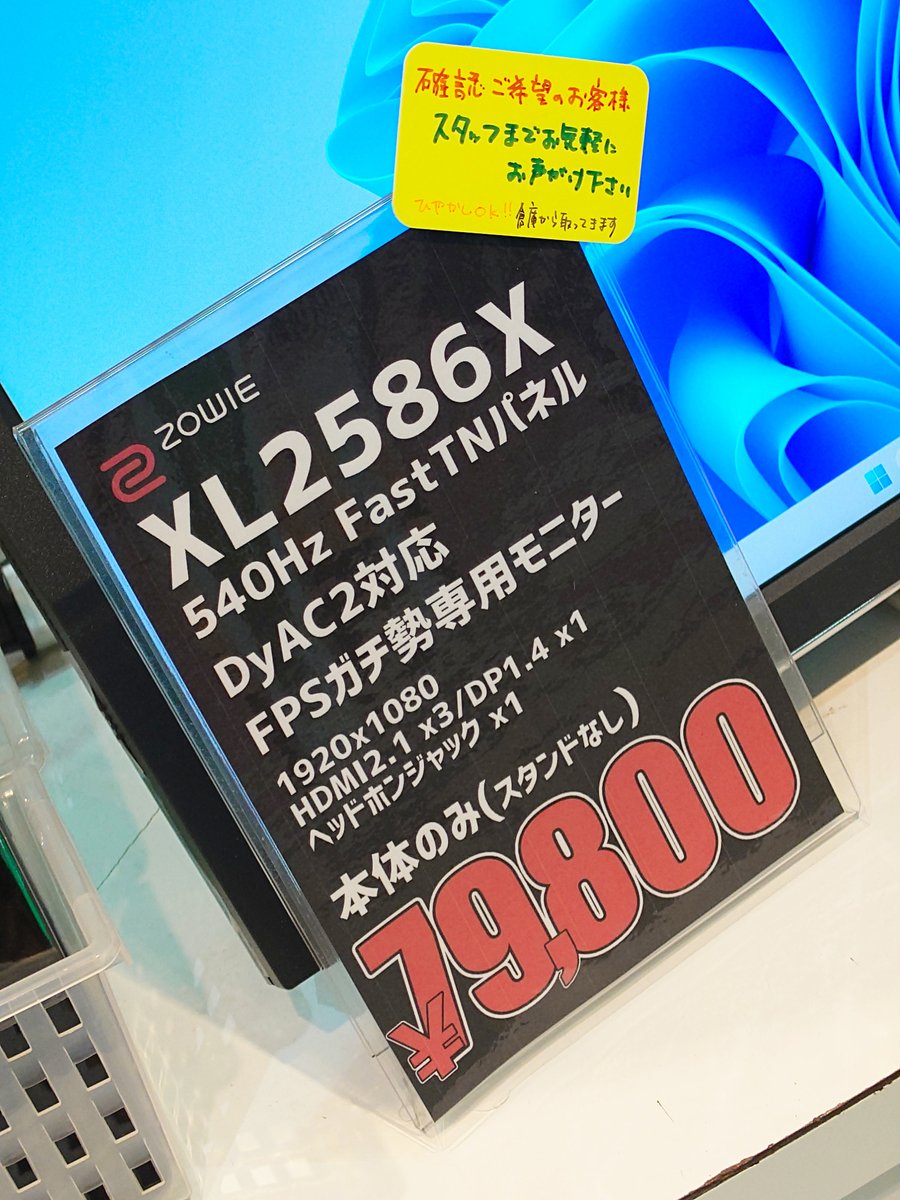 確認ご希望のお客様
スタッフまでお気軽に
お声がけ下さい
ひやかしOK!! 倉庫から取ってきます
ZOWIE
XL2586X
540Hz FastTNパネル
DyAC2対応
FPSガチ勢専用モニター
1920x1080
HDMI2.1 x3/DP1.4 x1
ヘッドホンジャック x1
本体のみ(スタンドなし)
¥79,800